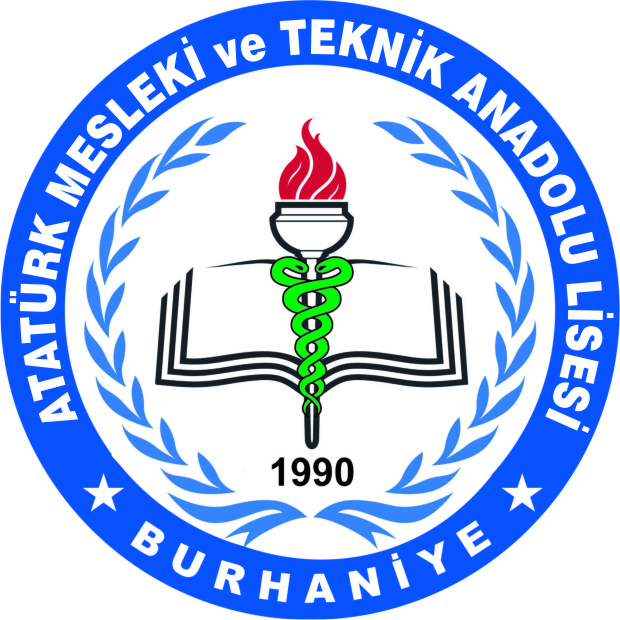 ATATÜRK MESLEKİ ve TEKNİK ANADOLU LİSESİ
1990
BURHANİYE